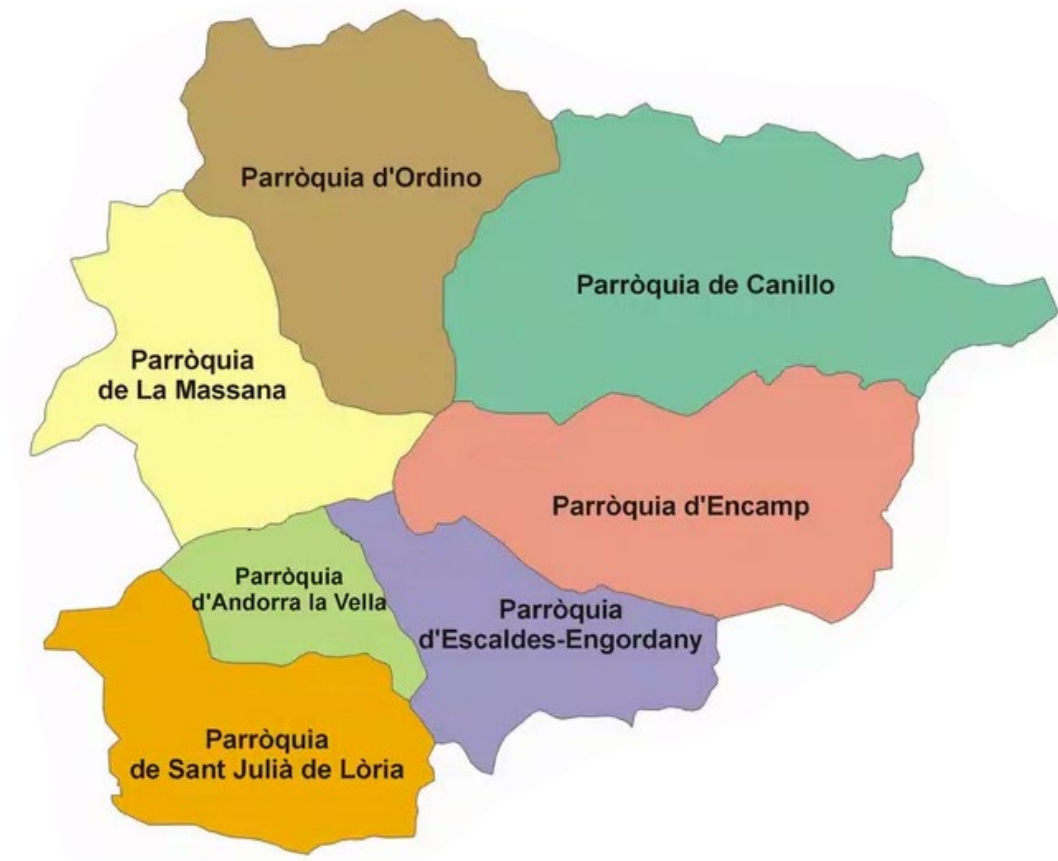 Parròquia d'Ordino
Parròquia de Canillo
Parròquia
de La Massana
Parròquia d'Encamp
Parròquia
d'Andorra la Vella
Parròquia
d'Escaldes-Engordany
Parròquia
de Sant Julià de Lòria